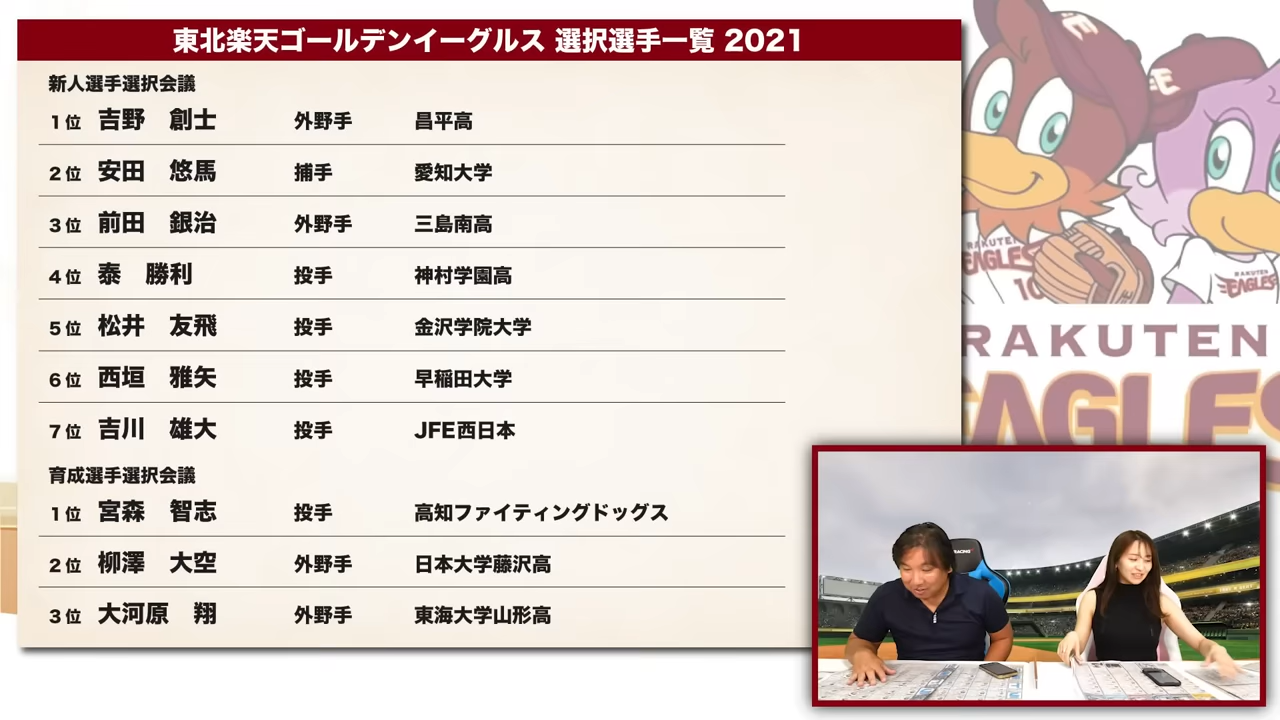 東北楽天ゴールデンイーグルス 選択選手一覧 2021
新人選手選択会議
1位 吉野 創士 外野手 昌平高
2位 安田 悠馬 捕手 愛知大学
3位 前田 銀治 外野手 三島南高
4位 泰 勝利 投手 神村学園高
5位 松井 友飛 投手 金沢学院大学
6位 西垣 雅矢 投手 早稲田大学
7位 吉川 雄大 投手 JFE西日本
育成選手選択会議
1位 宮森 智志 投手 高知ファイティングドッグス
2位 柳澤 大空 外野手 日本大学藤沢高
3位 大河原 翔 外野手 東海大学山形高
E
E
RAKUTEN
EAGLES
10
RAKUTEN
EAGLES
RAKUTEN
EAGLES
RACING